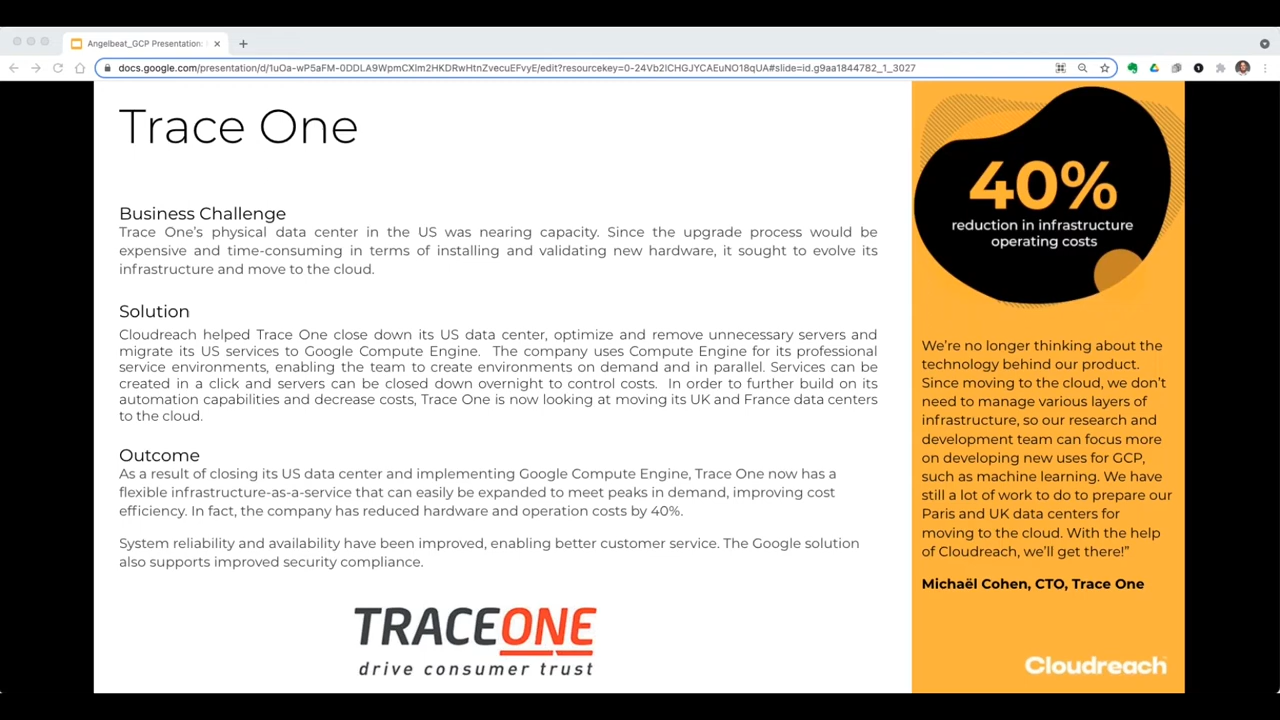 Angelbeat_GCP Presentation:
docs.google.com/presentation/d/1uOa-wP5aFM-0DDLA9WpmCXlm2HKDRwHtnZvecuEFvyE/edit?resourcekey=0-24Vb2ICHGJYCAEuNO18qUA#slide=id.g9aa1844782_1_3027
Trace One
Business Challenge
Trace One's physical data center in the US was nearing capacity. Since the upgrade process would be
expensive and time-consuming in terms of installing and validating new hardware, it sought to evolve its
infrastructure and move to the cloud.
Solution
Cloudreach helped Trace One close down its US data center, optimize and remove unnecessary servers and
migrate its US services to Google Compute Engine. The company uses Compute Engine for its professional
service environments, enabling the team to create environments on demand and in parallel. Services can be
created in a click and servers can be closed down overnight to control costs. In order to further build on its
automation capabilities and decrease costs, Trace One is now looking at moving its UK and France data centers
to the cloud.
Outcome
As a result of closing its US data center and implementing Google Compute Engine, Trace One now has a
flexible infrastructure-as-a-service that can easily be expanded to meet peaks in demand, improving cost
efficiency. In fact, the company has reduced hardware and operation costs by 40%.
System reliability and availability have been improved, enabling better customer service. The Google solution
also supports improved security compliance.
TRACEONE
drive consumer trust
40%
reduction in infrastructure
operating costs
We're no longer thinking about the
technology behind our product.
Since moving to the cloud, we don't
need to manage various layers of
infrastructure, so our research and
development team can focus more
on developing new uses for GCP,
such as machine learning. We have
still a lot of work to do to prepare our
Paris and UK data centers for
moving to the cloud. With the help
of Cloudreach, we'll get there!”
Michaël Cohen, CTO, Trace One
Cloudreach